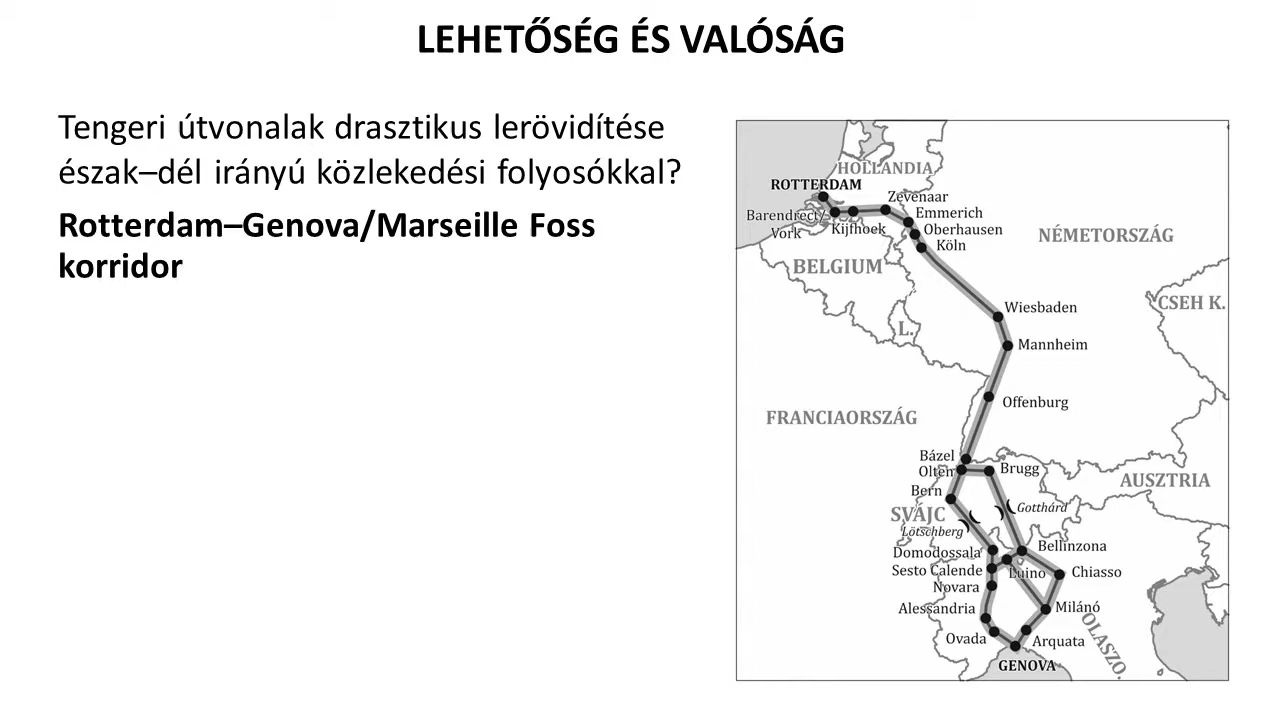 LEHETŐSÉG ÉS VALÓSÁG
Tengeri útvonalak drasztikus lerövidítése
észak–dél irányú közlekedési folyosókkal?
Rotterdam–Genova/Marseille Foss
korridor
HOLLANDIA
ROTTERDAM
Zevenaar
Barendrect/
Vork
Kijfhoek
Emmerich
Oberhausen
Köln
NÉMETORSZÁG
BELGIUM
CSEH K.
Wiesbaden
L.
Mannheim
Offenburg
FRANCIAORSZÁG
Bázel
Olten
Brugg
AUSZTRIA
Bern
SVÁJC
Gotthárd
Lötschberg
Domodossala
Bellinzona
Sesto Calende
Luino
Chiasso
Novara
Alessandria
Milánó
OLASZO.
Ovada
Arquata
GENOVA